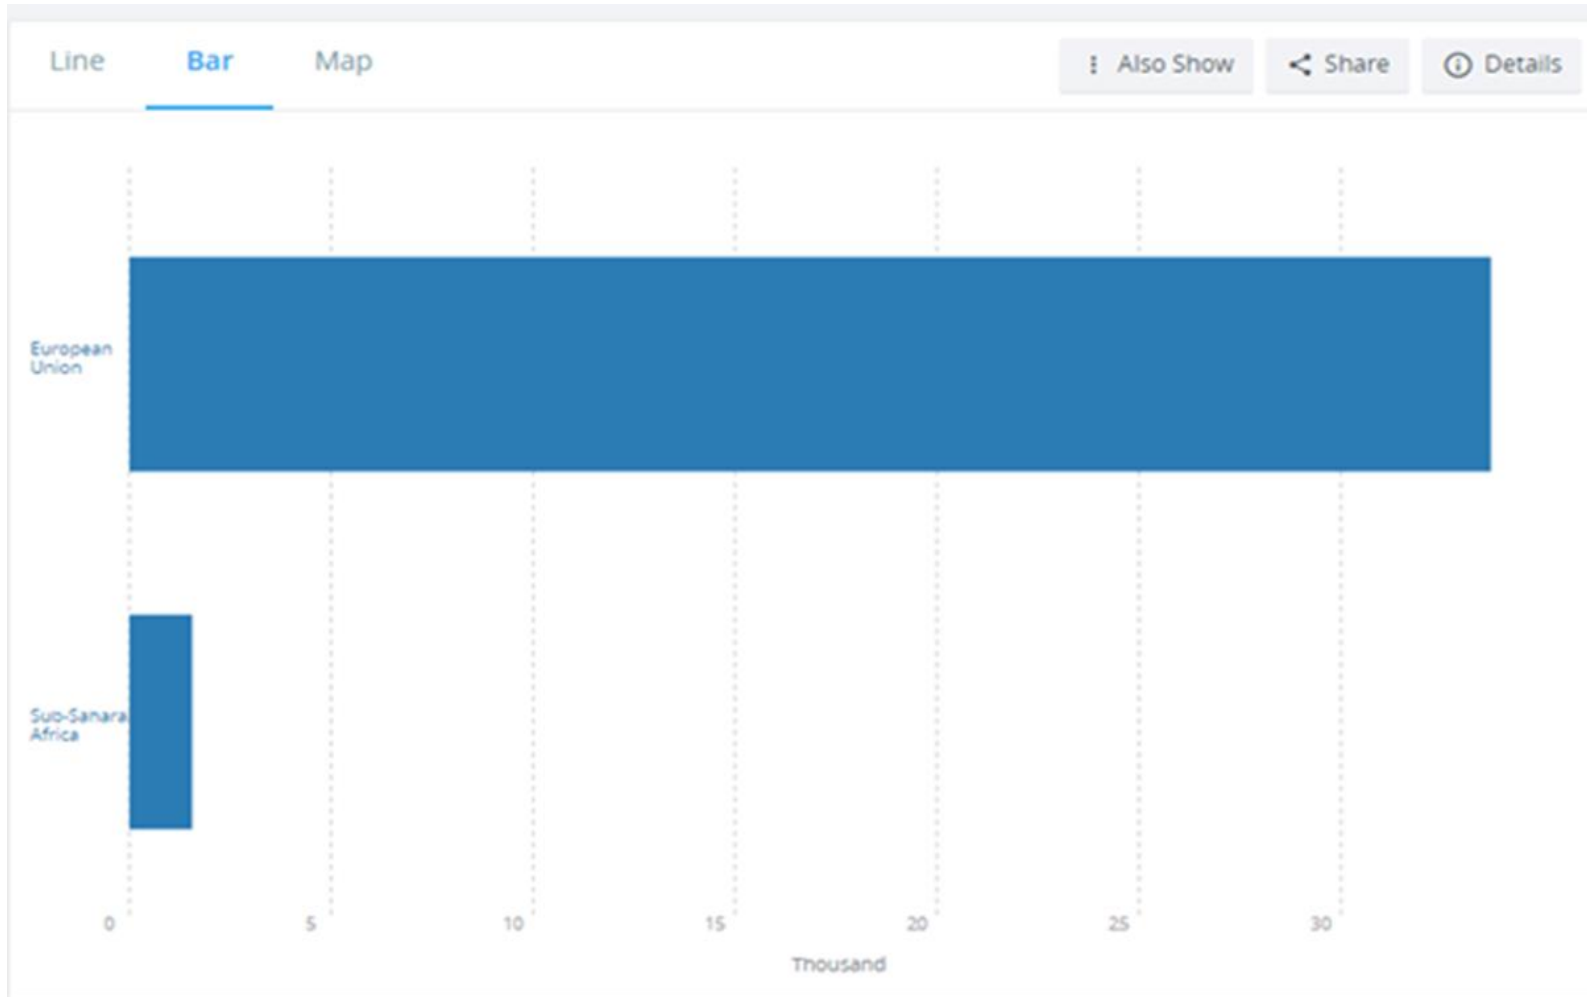 Line
Bar
Map
Also Show
Share
Details
European
Union
Sub-Sahara
Africa
0
5
10
15
20
25
30
Thousand